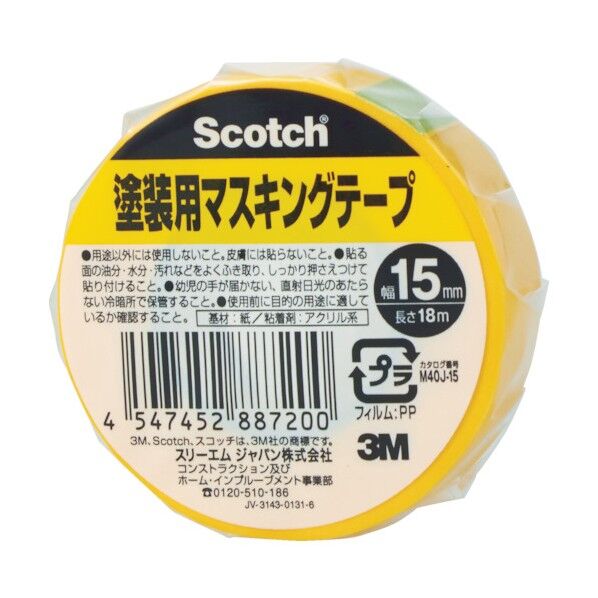 Scotch®
塗装用マスキングテープ
●用途以外には使用しないこと。皮膚には貼らないこと。●貼る
面の油分・水分・汚れなどをよくふき取り、しっかり押さえつけて
貼り付けること。●幼児の手が届かない、直射日光のあたら
ない冷暗所で保管すること。●使用前に目的の用途に適して
いるか確認すること。
基材：紙／粘着剤：アクリル系
幅15mm
長さ18m
プラ
フィルム：PP
カタログ番号
M40J-15
3M
4 547452 887200
3M、Scotch、スコッチは、3M社の商標です。
スリーエム ジャパン株式会社
コンストラクション及び
ホーム・インプルーブメント事業部
☎0120-510-186
JV-3143-0131-6